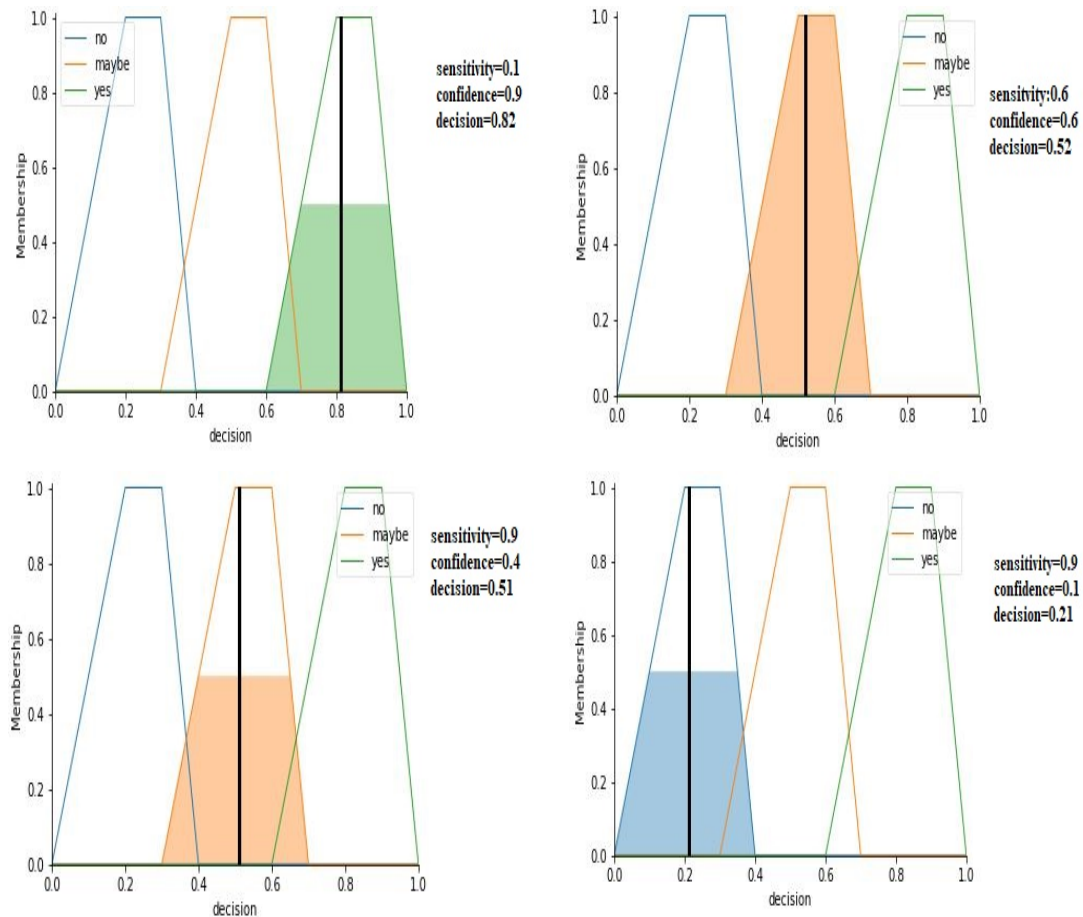 1.0
0.8
0.6
0.4
0.2
0.0
Membership
no
maybe
yes
0.0 0.2 0.4 0.6 0.8 1.0
decision
sensitivity=0.1
confidence=0.9
decision=0.82
1.0
0.8
0.6
0.4
0.2
0.0
Membership
no
maybe
yes
0.0 0.2 0.4 0.6 0.8 1.0
decision
sensitvity:0.6
confidence=0.6
decision=0.52
1.0
0.8
0.6
0.4
0.2
0.0
Membership
no
maybe
yes
0.0 0.2 0.4 0.6 0.8 1.0
decision
sensitivity=0.9
confidence=0.4
decision=0.51
1.0
0.8
0.6
0.4
0.2
0.0
Membership
no
maybe
yes
0.0 0.2 0.4 0.6 0.8 1.0
decision
sensitivity=0.9
confidence=0.1
decision=0.21